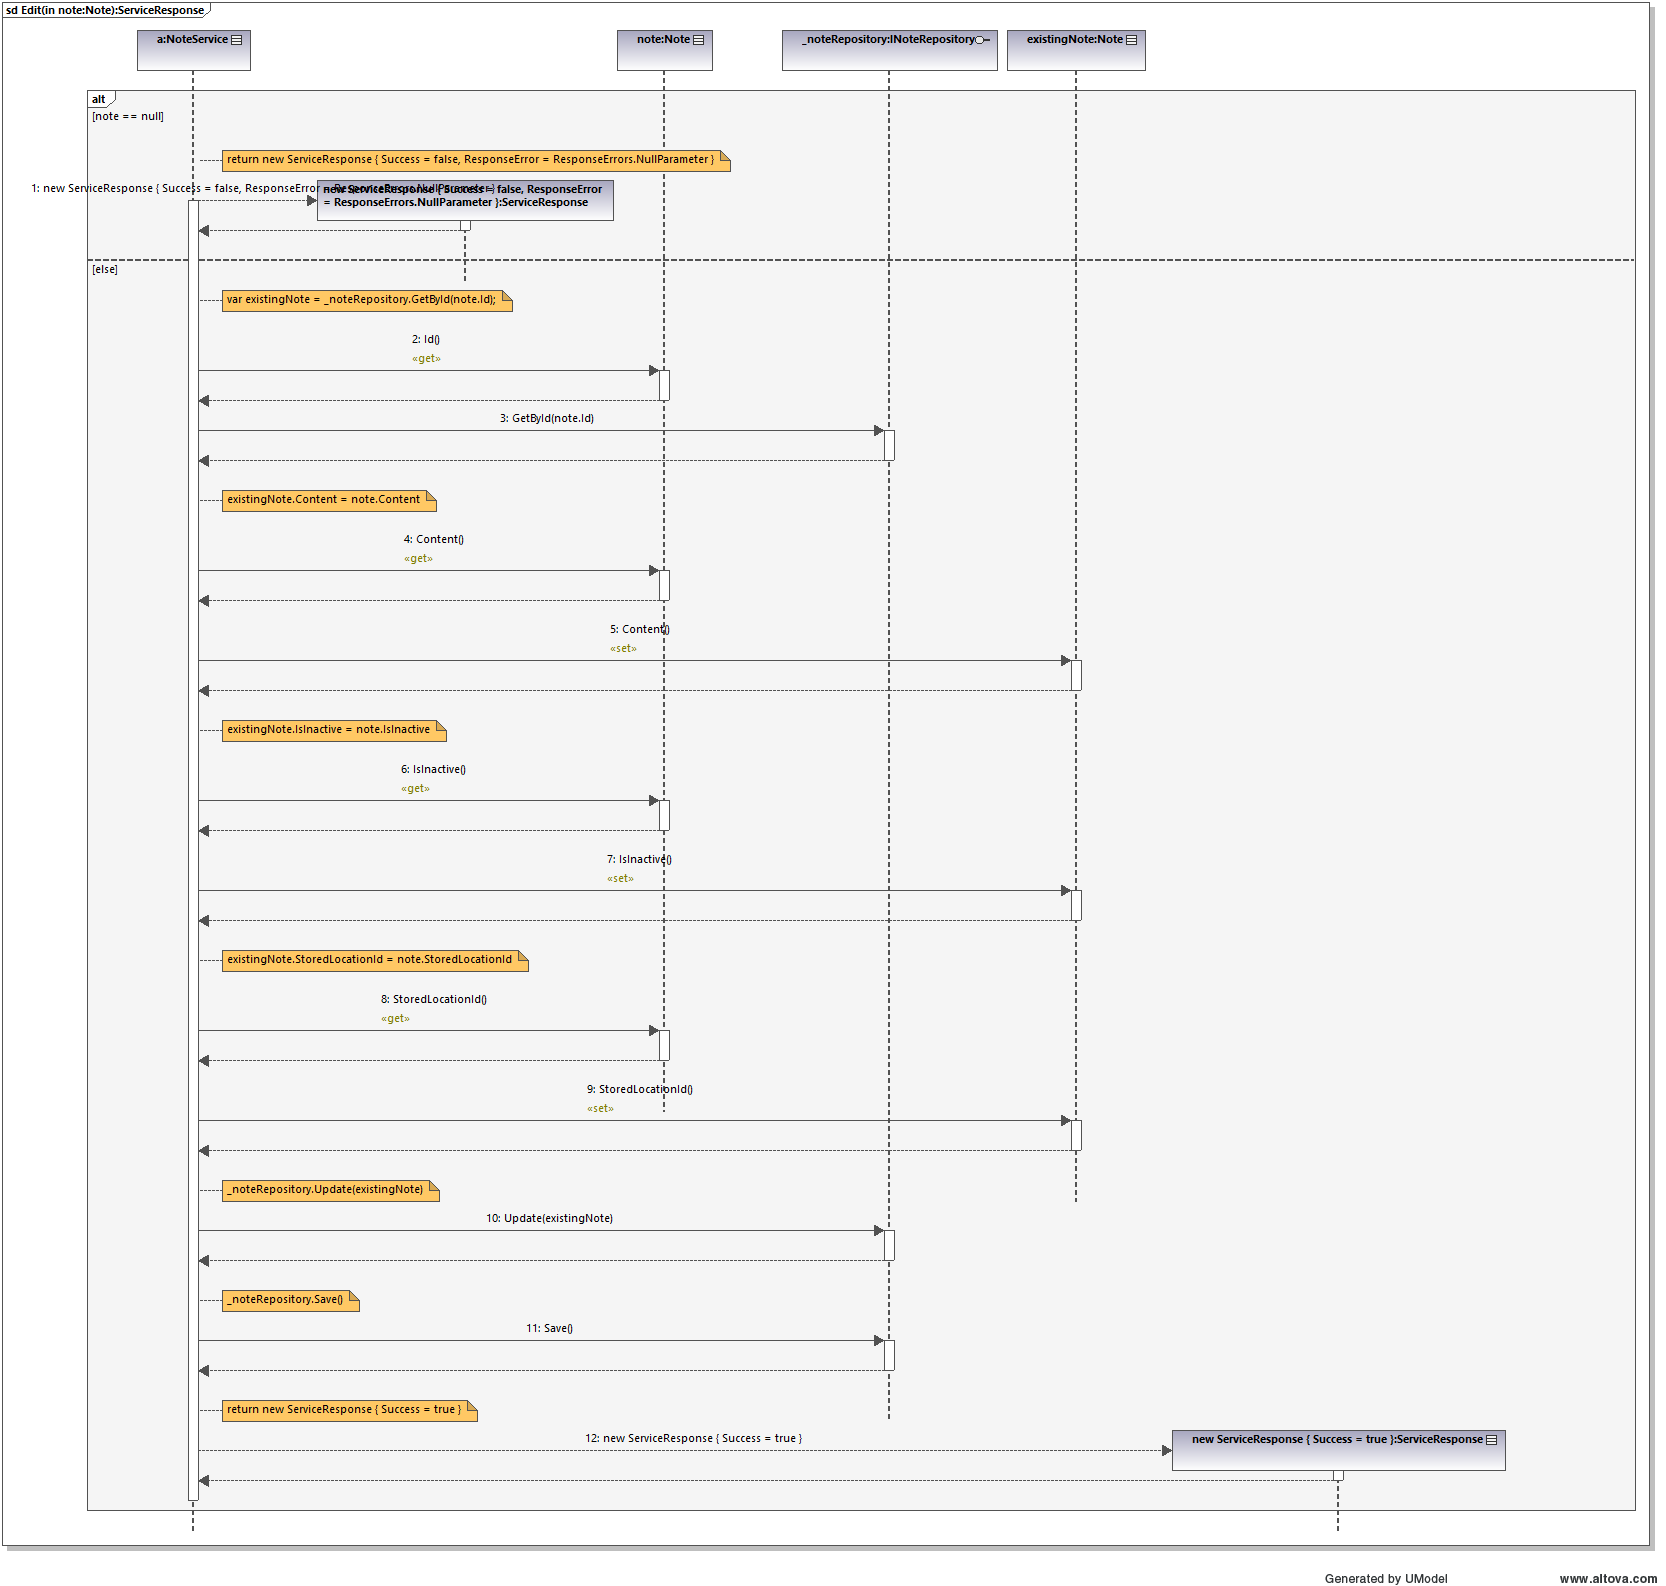 sd Edit(in note:Note):ServiceResponse
a:NoteService
note:Note
_noteRepository:INoteRepository
existingNote:Note
alt
[note == null]
return new ServiceResponse { Success = false, ResponseError = ResponseErrors.NullParameter }
1: new ServiceResponse { Success = false, ResponseError = ResponseErrors.NullParameter }
new ServiceResponse { Success = false, ResponseError
= ResponseErrors.NullParameter }:ServiceResponse
[else]
var existingNote = _noteRepository.GetById(note.Id);
2: Id()
«get»
3: GetById(note.Id)
existingNote.Content = note.Content
4: Content()
«get»
5: Content()
«set»
existingNote.IsInactive = note.IsInactive
6: IsInactive()
«get»
7: IsInactive()
«set»
existingNote.StoredLocationId = note.StoredLocationId
8: StoredLocationId()
«get»
9: StoredLocationId()
«set»
_noteRepository.Update(existingNote)
10: Update(existingNote)
_noteRepository.Save()
11: Save()
return new ServiceResponse { Success = true }
12: new ServiceResponse { Success = true }
new ServiceResponse { Success = true }:ServiceResponse
Generated by UModel
www.altova.com